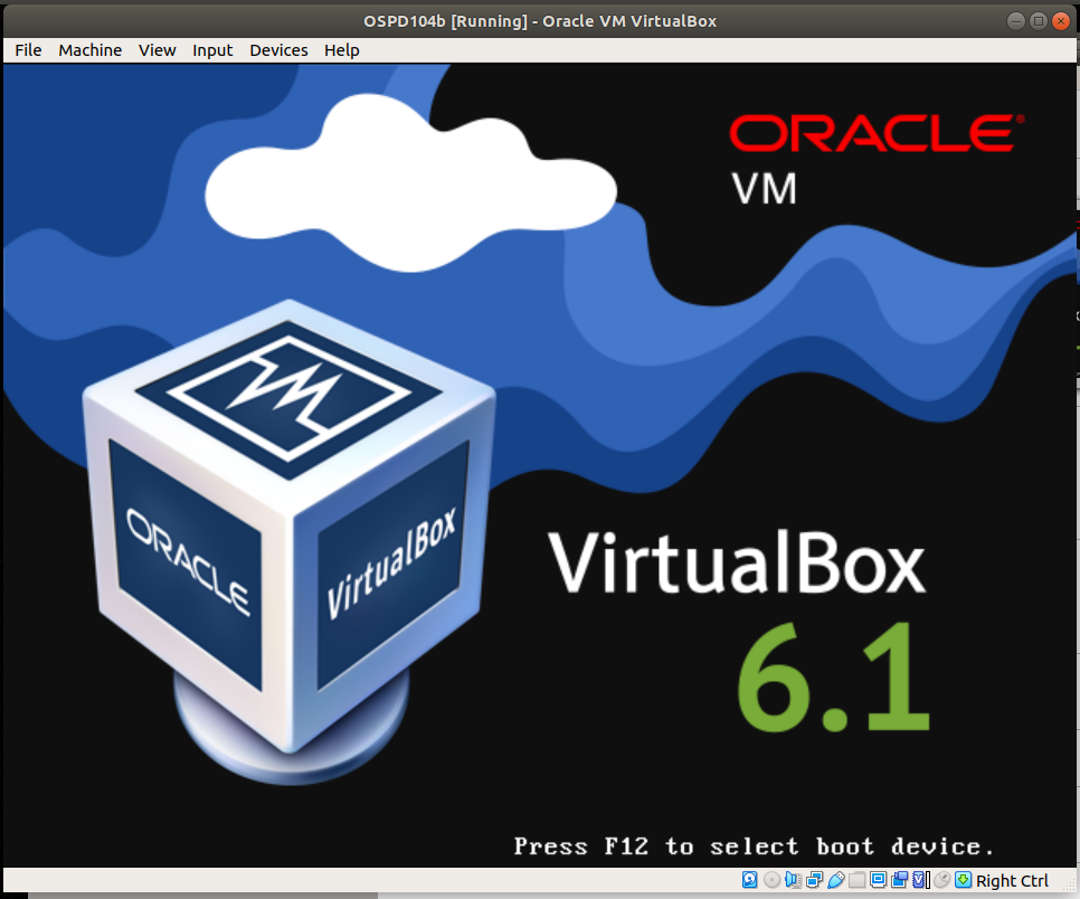 OSPD104b [Running] - Oracle VM VirtualBox
File Machine View Input Devices Help
ORACLE®
VM
ORACLE
VirtualBox
VirtualBox
6.1
Press F12 to select boot device.
Right Ctrl